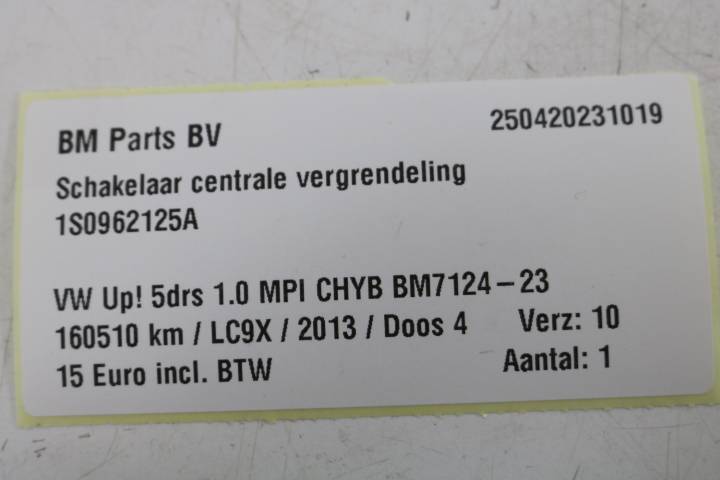 BM Parts BV 250420231019
Schakelaar centrale vergrendeling
1S0962125A
VW Up! 5drs 1.0 MPI CHYB BM7124-23
160510 km / LC9X / 2013 / Doos 4 Verz: 10
15 Euro incl. BTW Aantal: 1